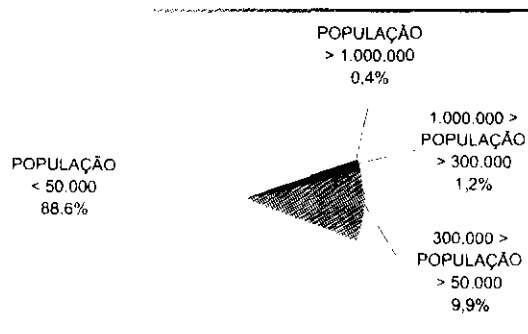 POPULAÇÃO
> 1.000.000
0,4%
1.000.000 >
POPULAÇÃO
> 300.000
1,2%
POPULAÇÃO
< 50.000
88.6%
300.000 >
POPULAÇÃO
> 50.000
9,9%